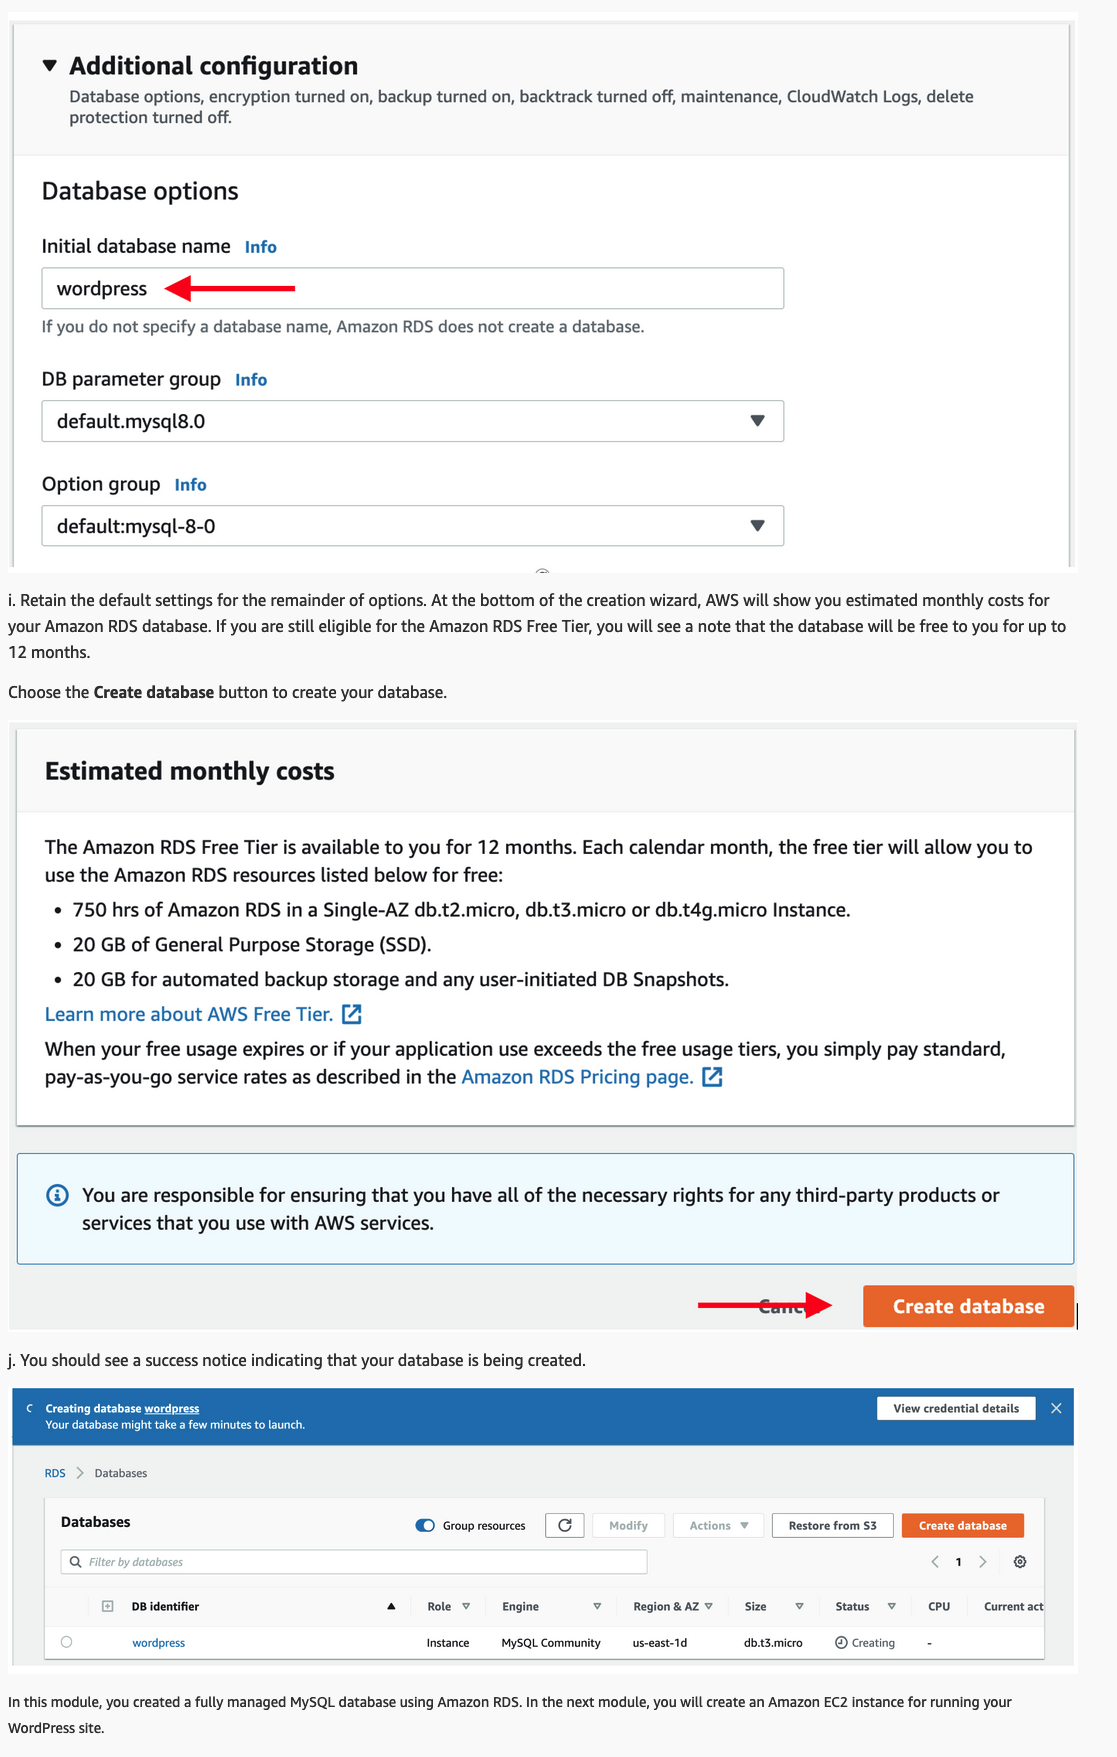 Additional configuration
Database options, encryption turned on, backup turned on, backtrack turned off, maintenance, CloudWatch Logs, delete
protection turned off.
Database options
Initial database name Info
wordpress
If you do not specify a database name, Amazon RDS does not create a database.
DB parameter group Info
default.mysql8.0
Option group Info
default:mysql-8-0
i. Retain the default settings for the remainder of options. At the bottom of the creation wizard, AWS will show you estimated monthly costs for
your Amazon RDS database. If you are still eligible for the Amazon RDS Free Tier, you will see a note that the database will be free to you for up to
12 months.
Choose the Create database button to create your database.
Estimated monthly costs
The Amazon RDS Free Tier is available to you for 12 months. Each calendar month, the free tier will allow you to
use the Amazon RDS resources listed below for free:
• 750 hrs of Amazon RDS in a Single-AZ db.t2.micro, db.t3.micro or db.t4g.micro Instance.
• 20 GB of General Purpose Storage (SSD).
• 20 GB for automated backup storage and any user-initiated DB Snapshots.
Learn more about AWS Free Tier.
When your free usage expires or if your application use exceeds the free usage tiers, you simply pay standard,
pay-as-you-go service rates as described in the Amazon RDS Pricing page.
You are responsible for ensuring that you have all of the necessary rights for any third-party products or
services that you use with AWS services.
Create database
j. You should see a success notice indicating that your database is being created.
Creating database wordpress
Your database might take a few minutes to launch.
View credential details
RDS > Databases
Databases Group resources Modify Actions Restore from S3 Create database
Filter by databases
1
DB identifier Role Engine Region & AZ Size Status CPU Current act
wordpress Instance MySQL Community us-east-1d db.t3.micro Creating -
In this module, you created a fully managed MySQL database using Amazon RDS. In the next module, you will create an Amazon EC2 instance for running your
WordPress site.